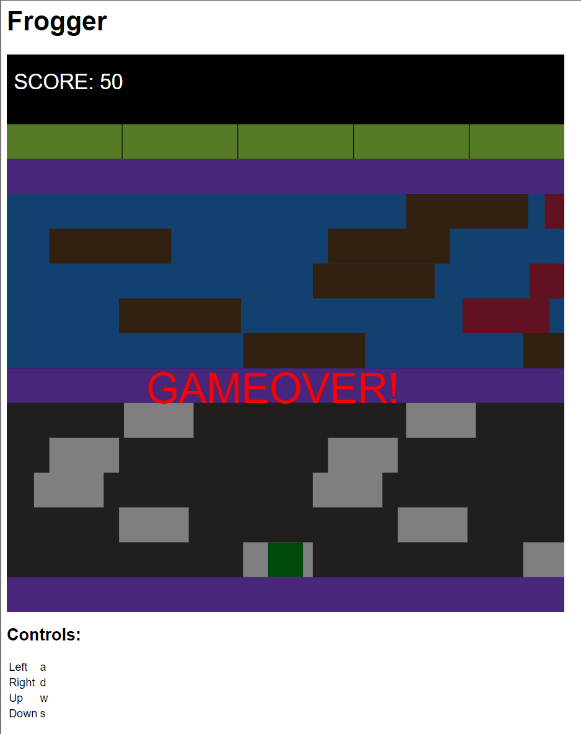 Frogger
SCORE: 50
GAMEOVER!
Controls:
Left a
Right d
Up w
Down s